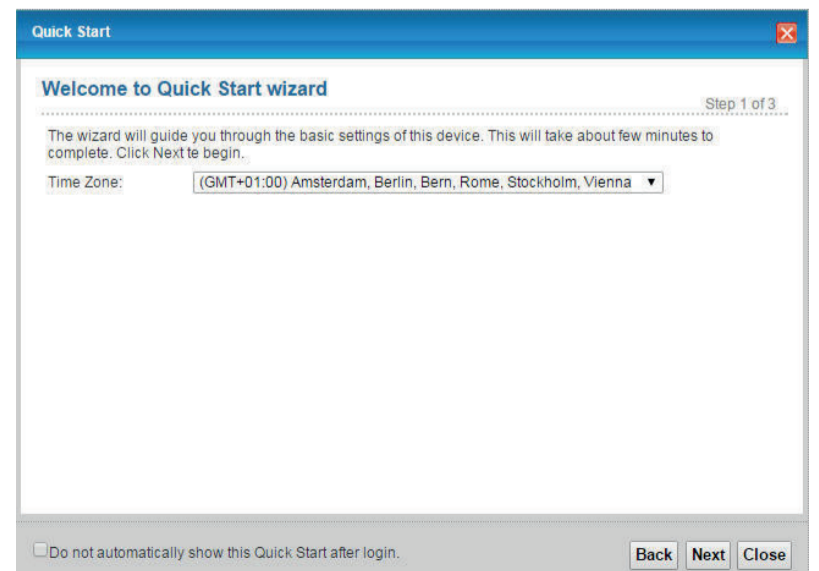 Quick Start
Welcome to Quick Start wizard
Step 1 of 3
The wizard will guide you through the basic settings of this device. This will take about few minutes to
complete. Click Next te begin.
Time Zone: (GMT+01:00) Amsterdam, Berlin, Bern, Rome, Stockholm, Vienna
Do not automatically show this Quick Start after login.
Back Next Close